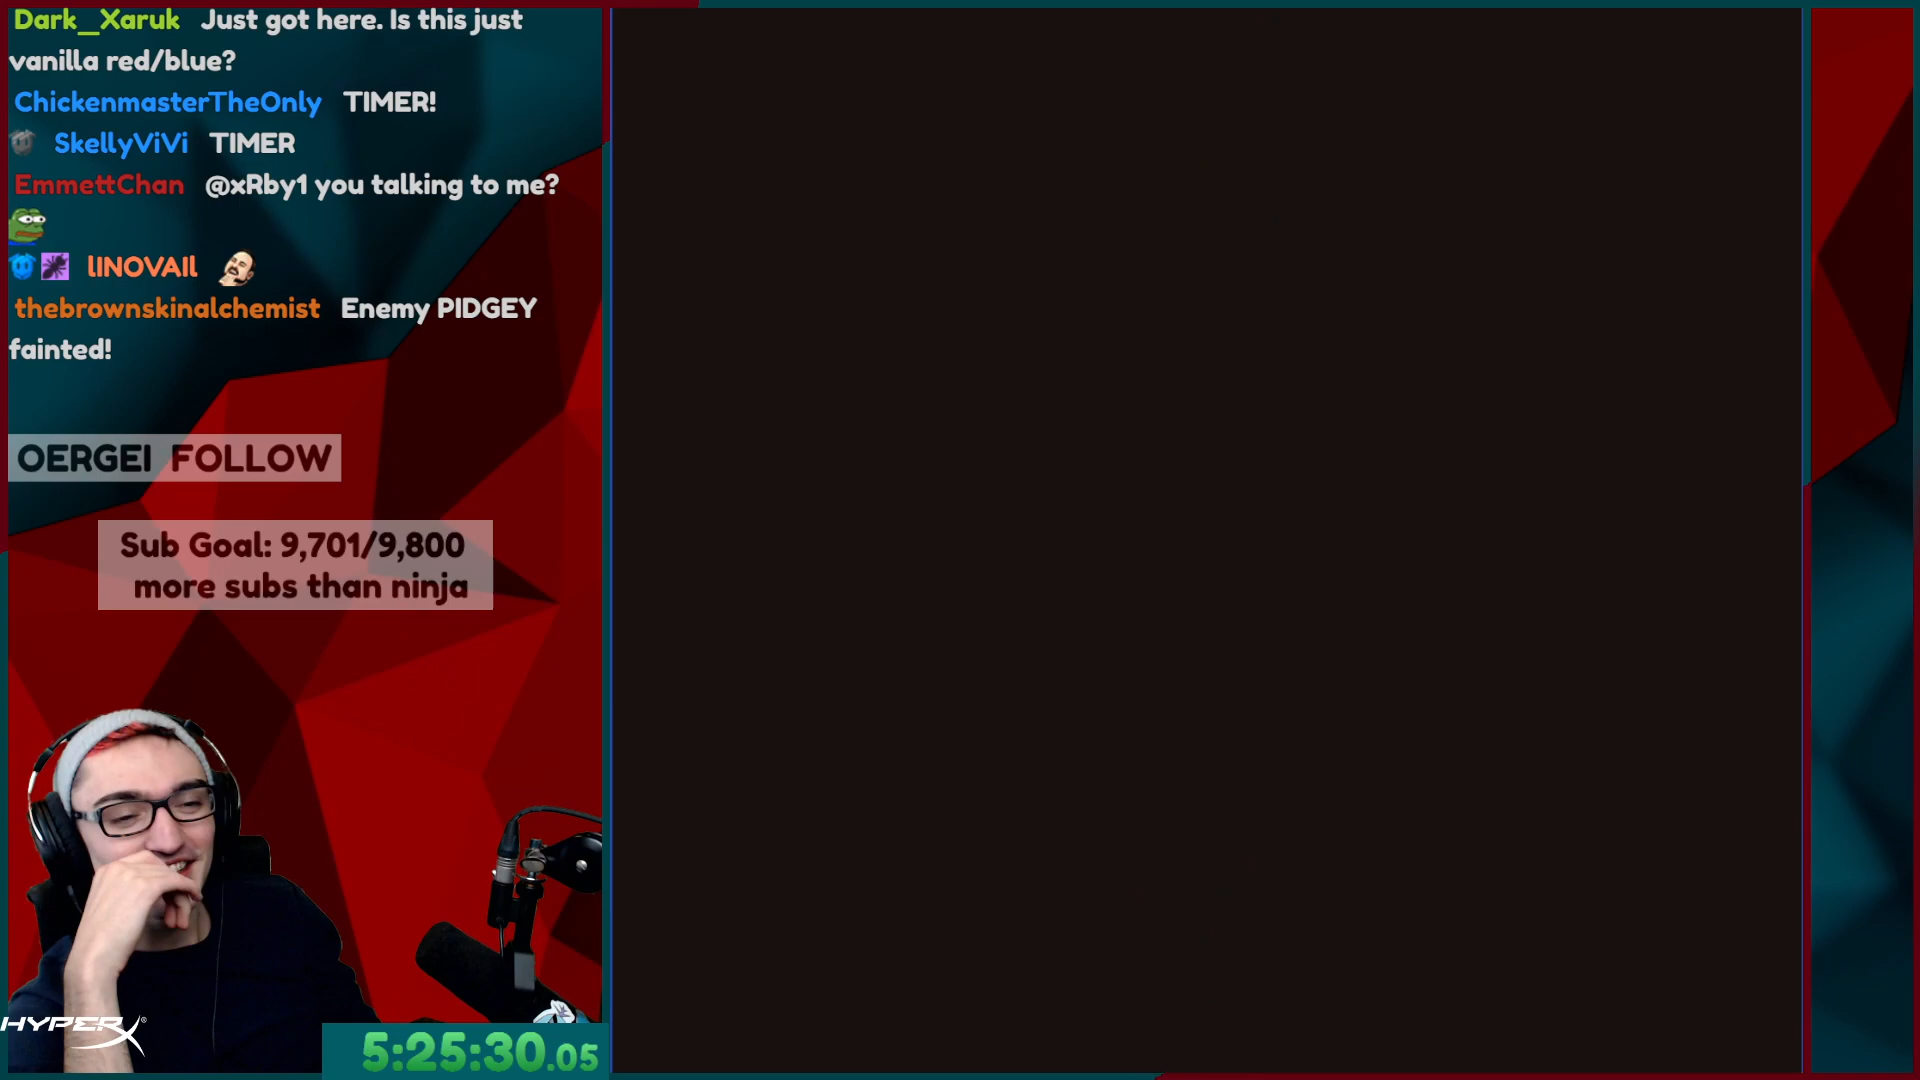 Dark_Xaruk Just got here. Is this just
vanilla red/blue?
ChickenmasterTheOnly TIMER!
SkellyViVi TIMER
EmmettChan @xRby1 you talking to me?
lINOVAIl
thebrownskinalchemist Enemy PIDGEY
fainted!
OERGEI FOLLOW
Sub Goal: 9,701/9,800
more subs than ninja
HYPERX®
5:25:30.05